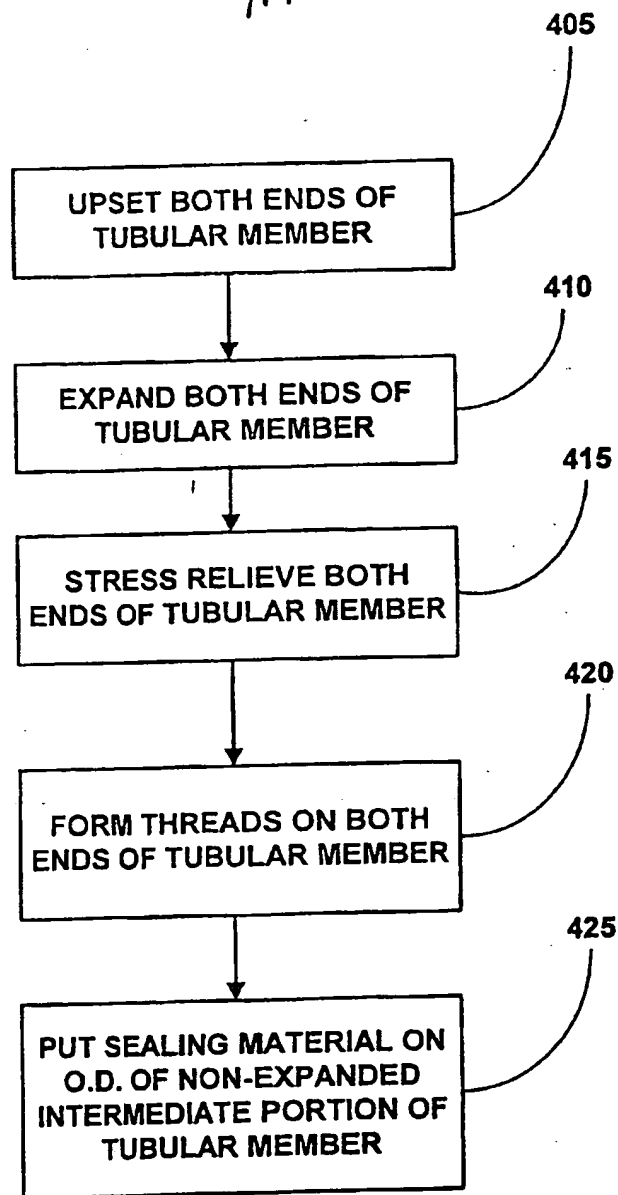 405
UPSET BOTH ENDS OF
TUBULAR MEMBER
410
EXPAND BOTH ENDS OF
TUBULAR MEMBER
415
STRESS RELIEVE BOTH
ENDS OF TUBULAR MEMBER
420
FORM THREADS ON BOTH
ENDS OF TUBULAR MEMBER
425
PUT SEALING MATERIAL ON
O.D. OF NON-EXPANDED
INTERMEDIATE PORTION OF
TUBULAR MEMBER